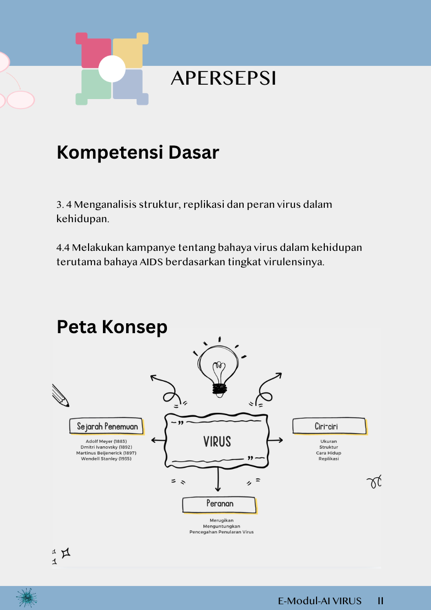 APERSEPSI
Kompetensi Dasar
3. 4 Menganalisis struktur, replikasi dan peran virus dalam
kehidupan.
4.4 Melakukan kampanye tentang bahaya virus dalam kehidupan
terutama bahaya AIDS berdasarkan tingkat virulensinya.
Peta Konsep
Sejarah Penemuan
Adolf Meyer (1883)
Dmitri Ivanovsky (1892)
Martinus Beijenerick (1897)
Wendell Stanley (1935)
VIRUS
Ciri-ciri
Ukuran
Struktur
Cara Hidup
Replikasi
Peranan
Merugikan
Menguntungkan
Pencegahan Penularan Virus
E-Modul-AI VIRUS II